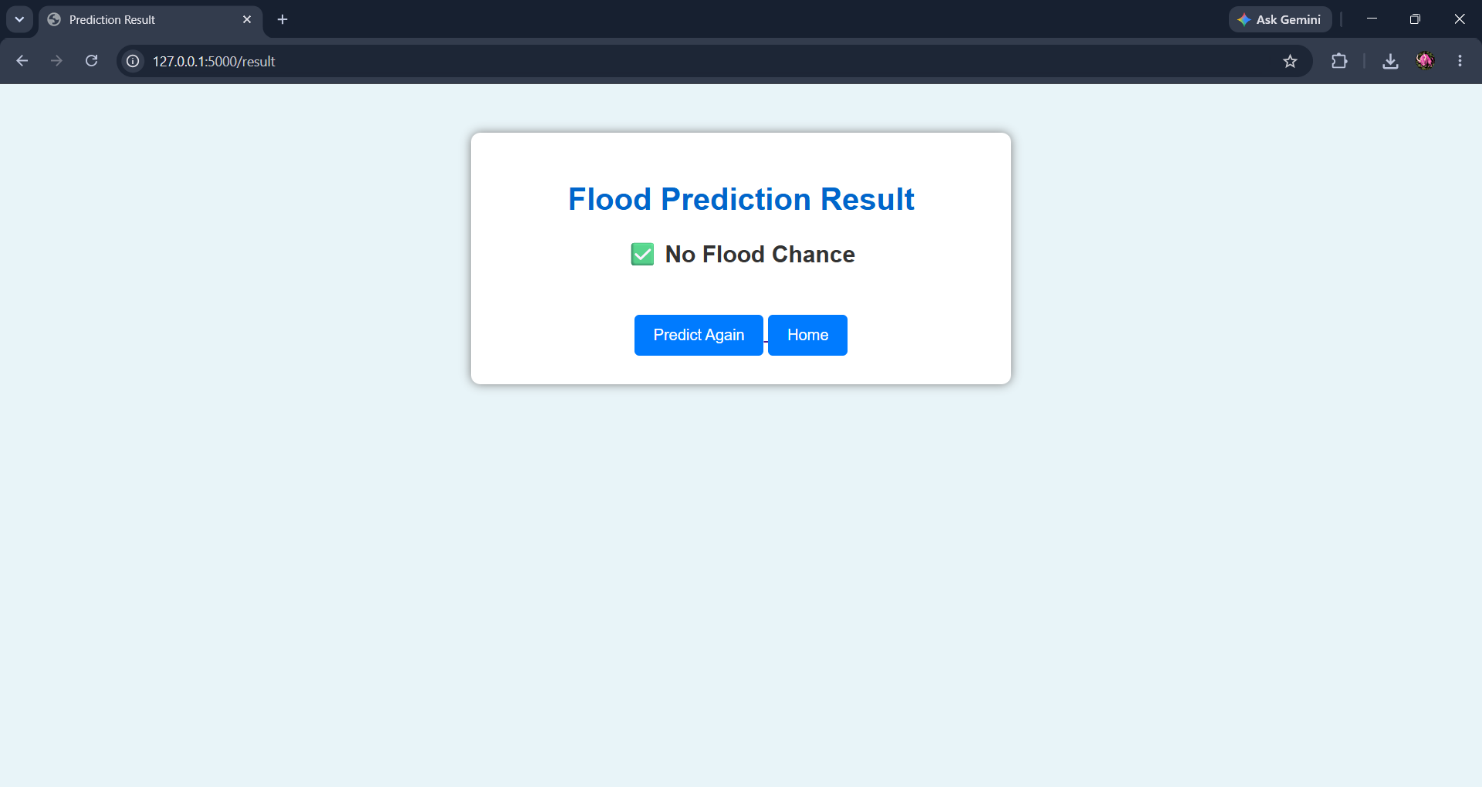 Prediction Result
Ask Gemini
127.0.0.1:5000/result
Flood Prediction Result
✅ No Flood Chance
Predict Again Home